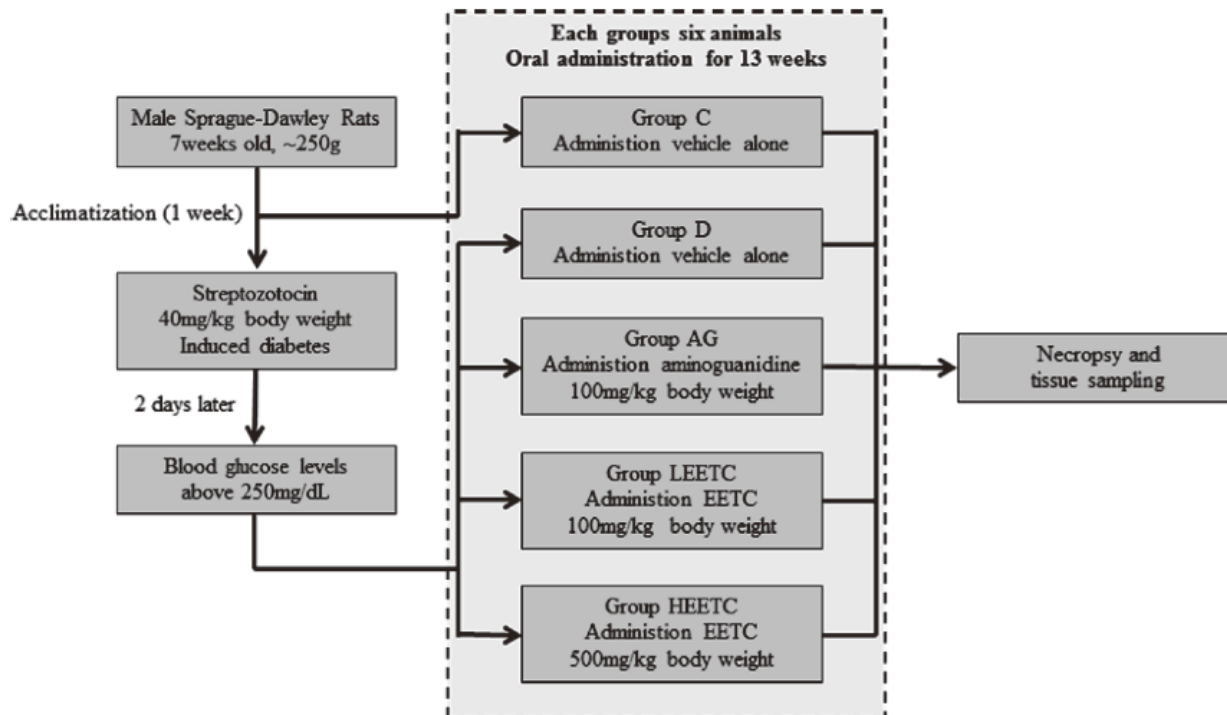 Each groups six animals
Oral administration for 13 weeks
Male Sprague-Dawley Rats
7weeks old, ~250g
Acclimatization (1 week)
Streptozotocin
40mg/kg body weight
Induced diabetes
2 days later
Blood glucose levels
above 250mg/dL
Group C
Administion vehicle alone
Group D
Administion vehicle alone
Group AG
Administion aminoguanidine
100mg/kg body weight
Group LEETC
Administion EETC
100mg/kg body weight
Group HEETC
Administion EETC
500mg/kg body weight
Necropsy and
tissue sampling